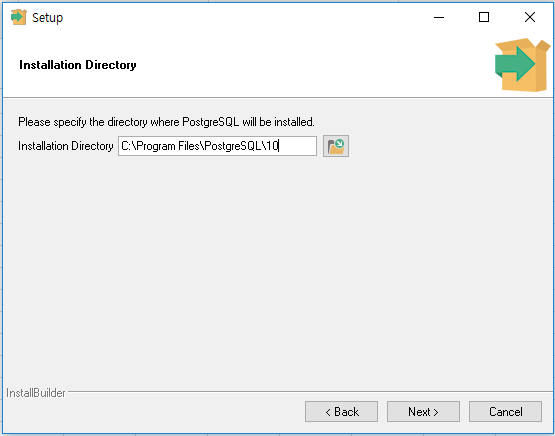 Setup
Installation Directory
Please specify the directory where PostgreSQL will be installed.
Installation Directory C:\Program Files\PostgreSQL\10
InstallBuilder
< Back Next > Cancel